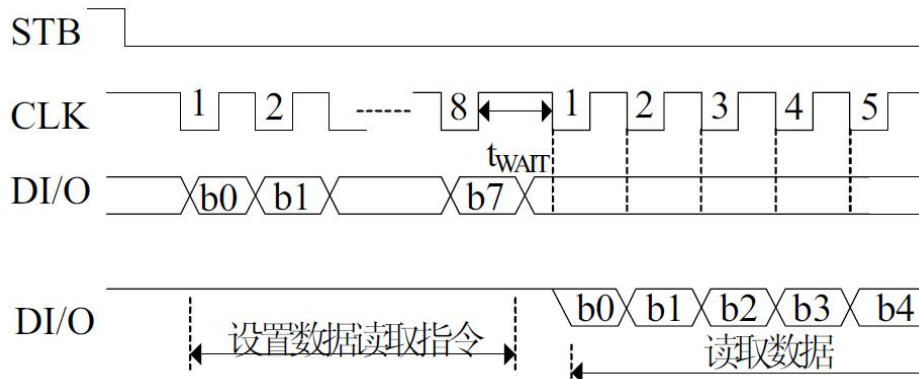 STB
CLK 1 2 8 1 2 3 4 5
tWAIT
DI/O b0 b1 b7
DI/O b0 b1 b2 b3 b4
设置数据读取指令 读取数据